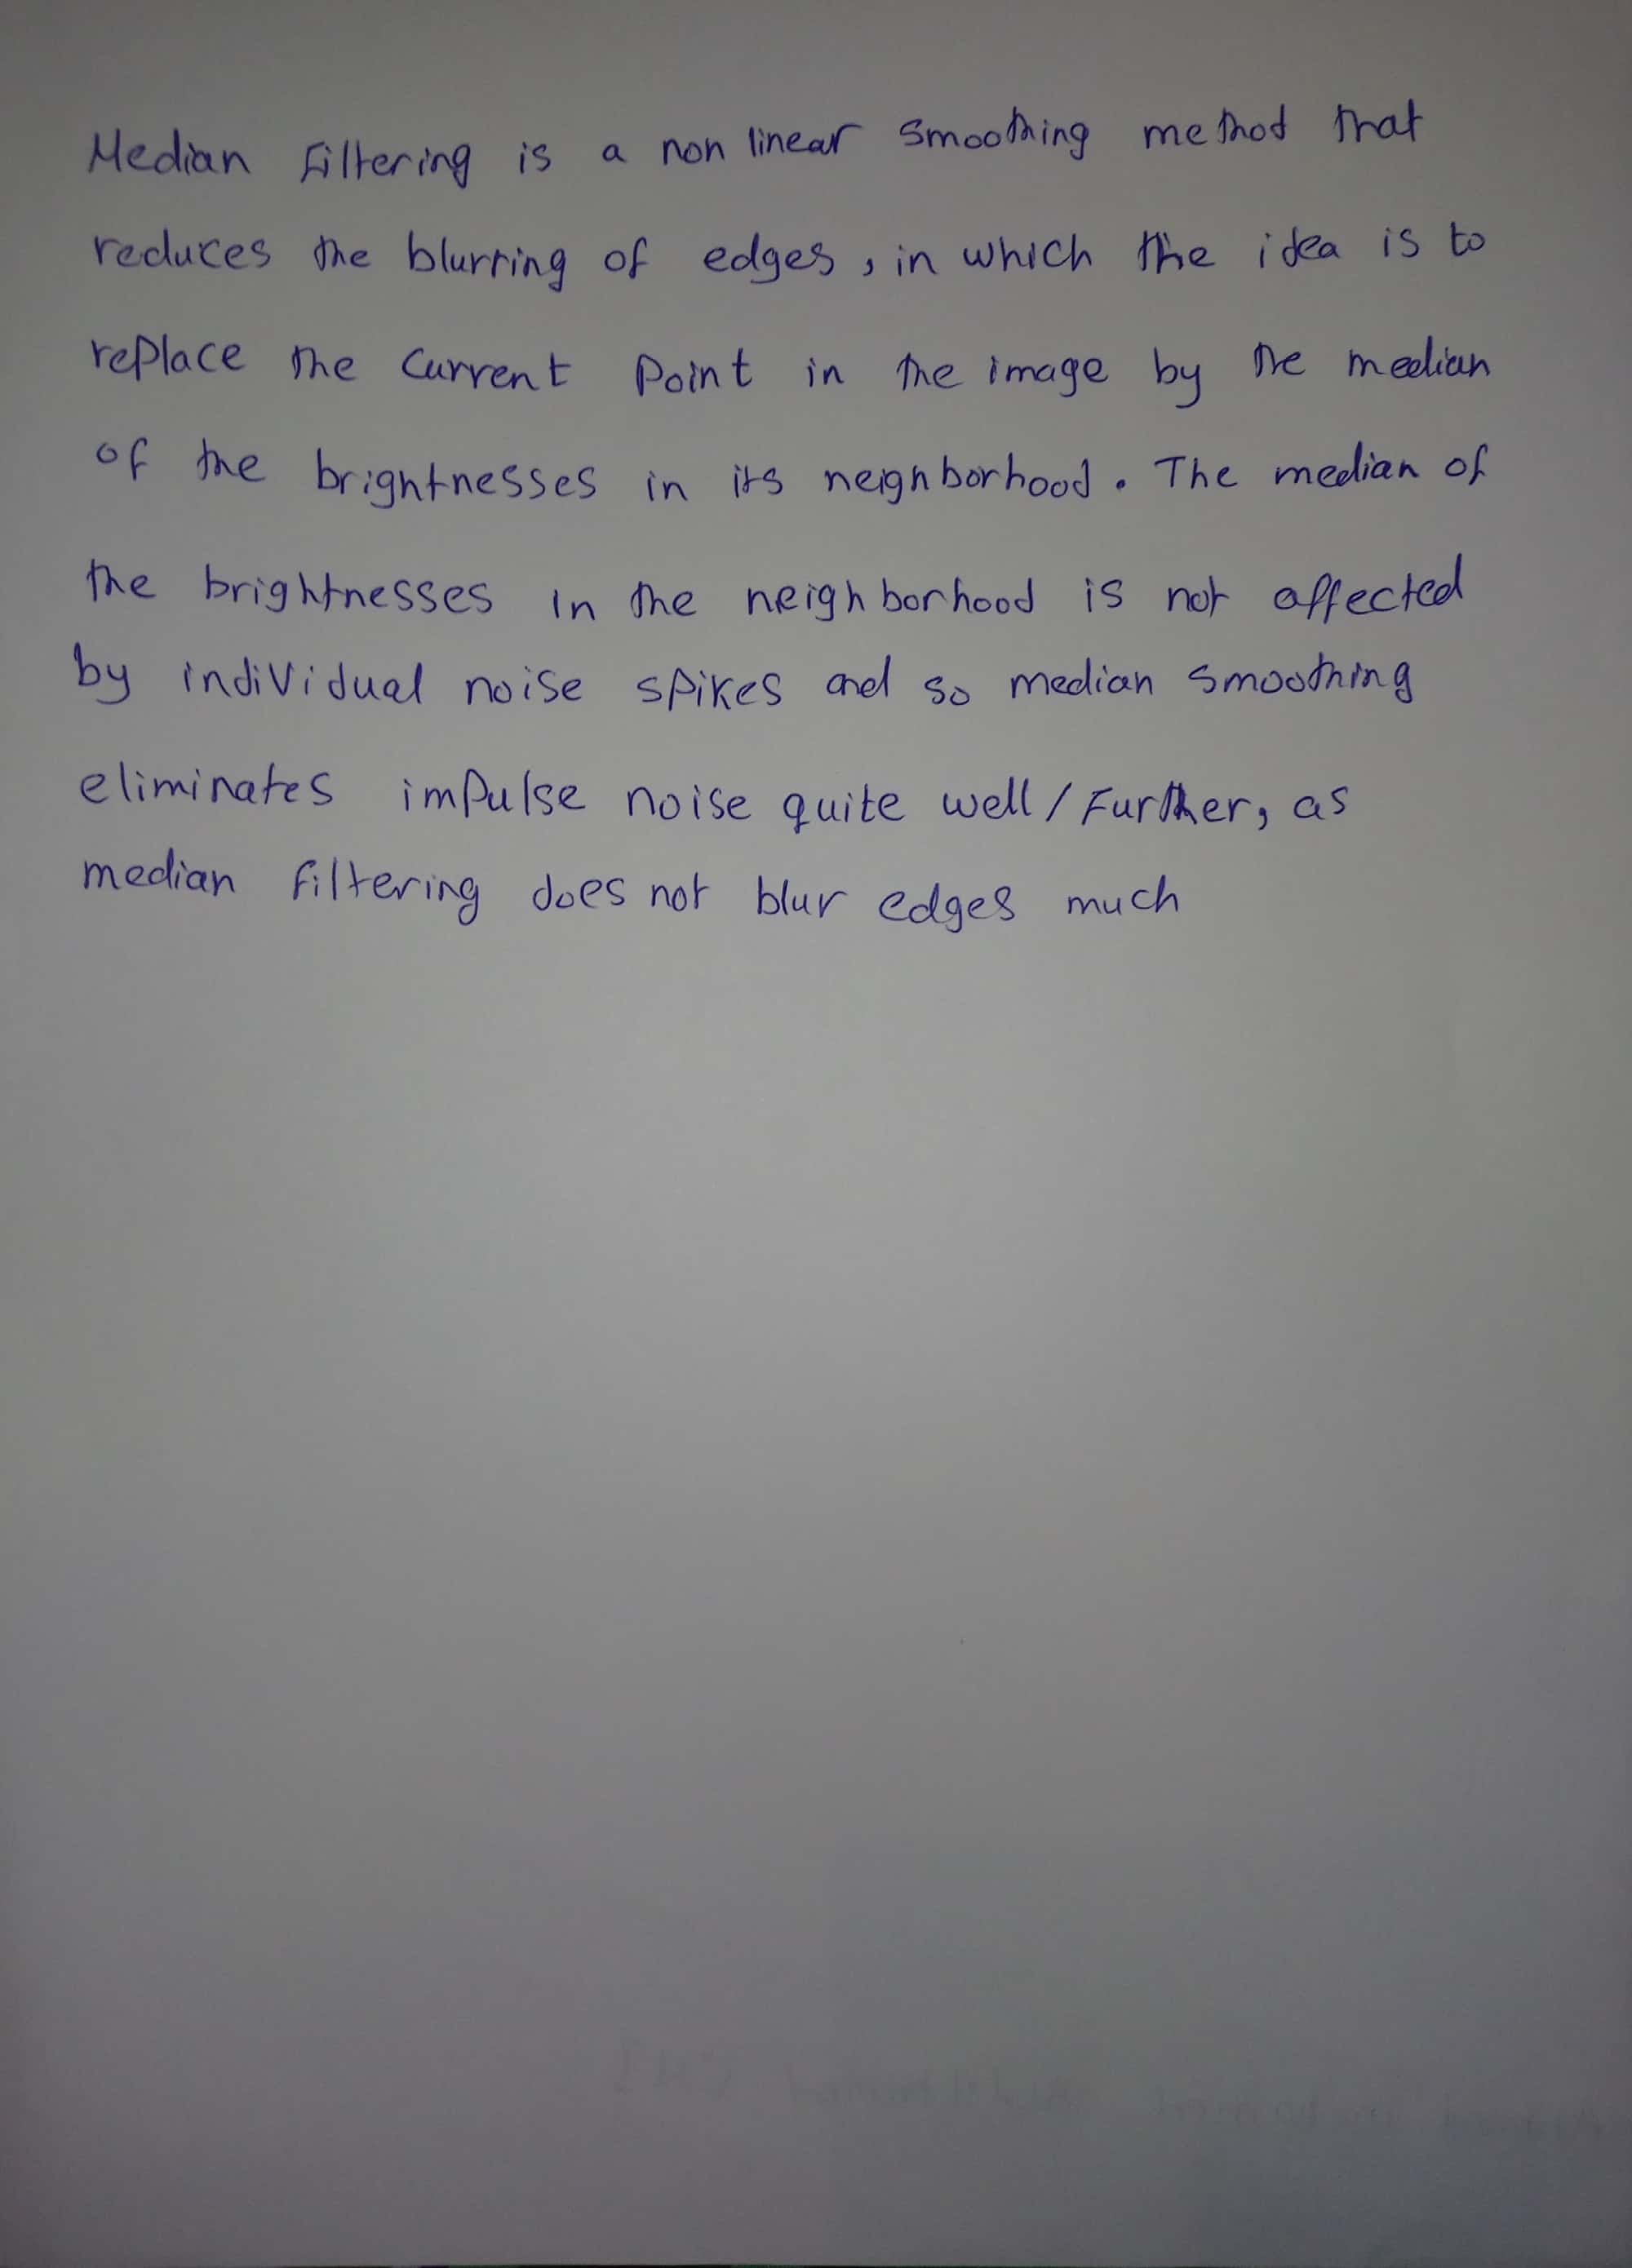 Median Filtering is a non linear smoothing method that
reduces the blurring of edges, in which the idea is to
replace the current point in the image by the median
of the brightnesses in its neighborhood. The median of
the brightnesses in the neighborhood is not affected
by individual noise spikes and so median smoothing
eliminates impulse noise quite well / Further, as
median filtering does not blur edges much